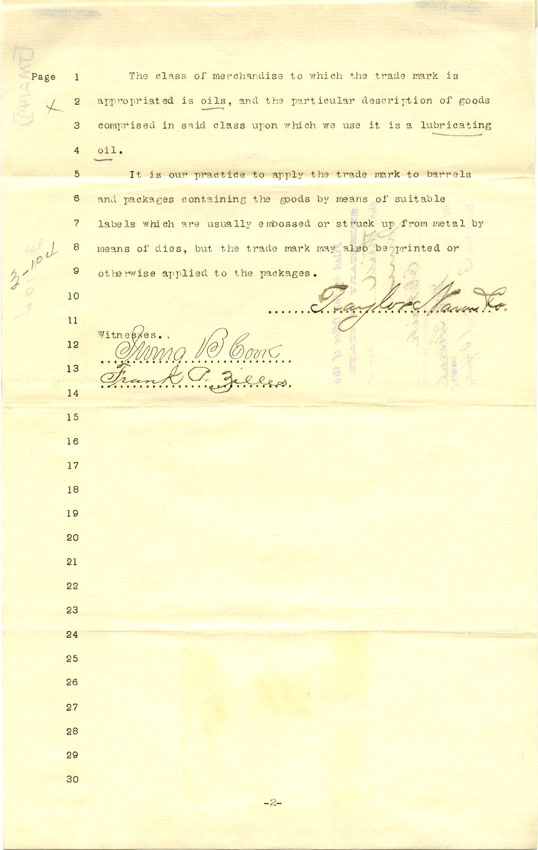 Page 1 The class of merchandise to which the trade mark is
2 appropriated is oils, and the particular description of goods
3 comprised in said class upon which we use it is a lubricating
4 oil.
5 It is our practice to apply the trade mark to barrels
6 and packages containing the goods by means of suitable
7 labels which are usually embossed or struck up from metal by
8 means of dies, but the trade mark may also be printed or
9 otherwise applied to the packages.
3-104
10
11
Witnesses..
12 Irving B Cook
13 Frank P.
14
15
16
17
18
19
20
21
22
23
24
25
26
27
28
29
30
-2-